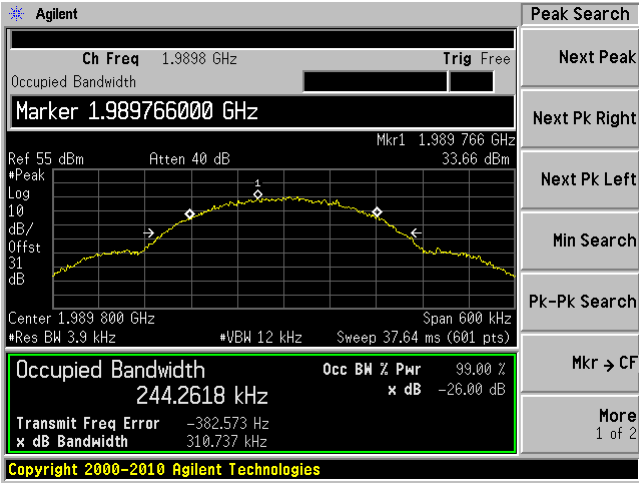 Agilent
Peak Search
Ch Freq 1.9898 GHz Trig Free
Occupied Bandwidth
Marker 1.989766000 GHz
Mkr1 1.989 766 GHz
Ref 55 dBm Atten 40 dB 33.66 dBm
#Peak
Log
10
dB/
Offst
31
dB
1
Center 1.989 800 GHz Span 600 kHz
#Res BW 3.9 kHz #VBW 12 kHz Sweep 37.64 ms (601 pts)
Occupied Bandwidth Occ BW % Pwr 99.00 %
244.2618 kHz x dB -26.00 dB
Transmit Freq Error -382.573 Hz
x dB Bandwidth 310.737 kHz
Copyright 2000-2010 Agilent Technologies
Next Peak
Next Pk Right
Next Pk Left
Min Search
Pk-Pk Search
Mkr → CF
More
1 of 2